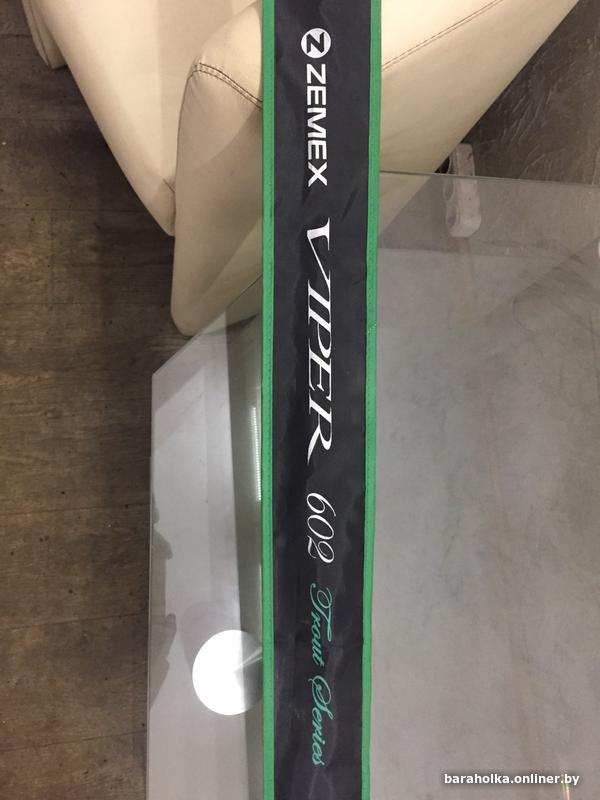 Z ZEMEX VIPER 602 Trout Series
baraholka.onliner.by